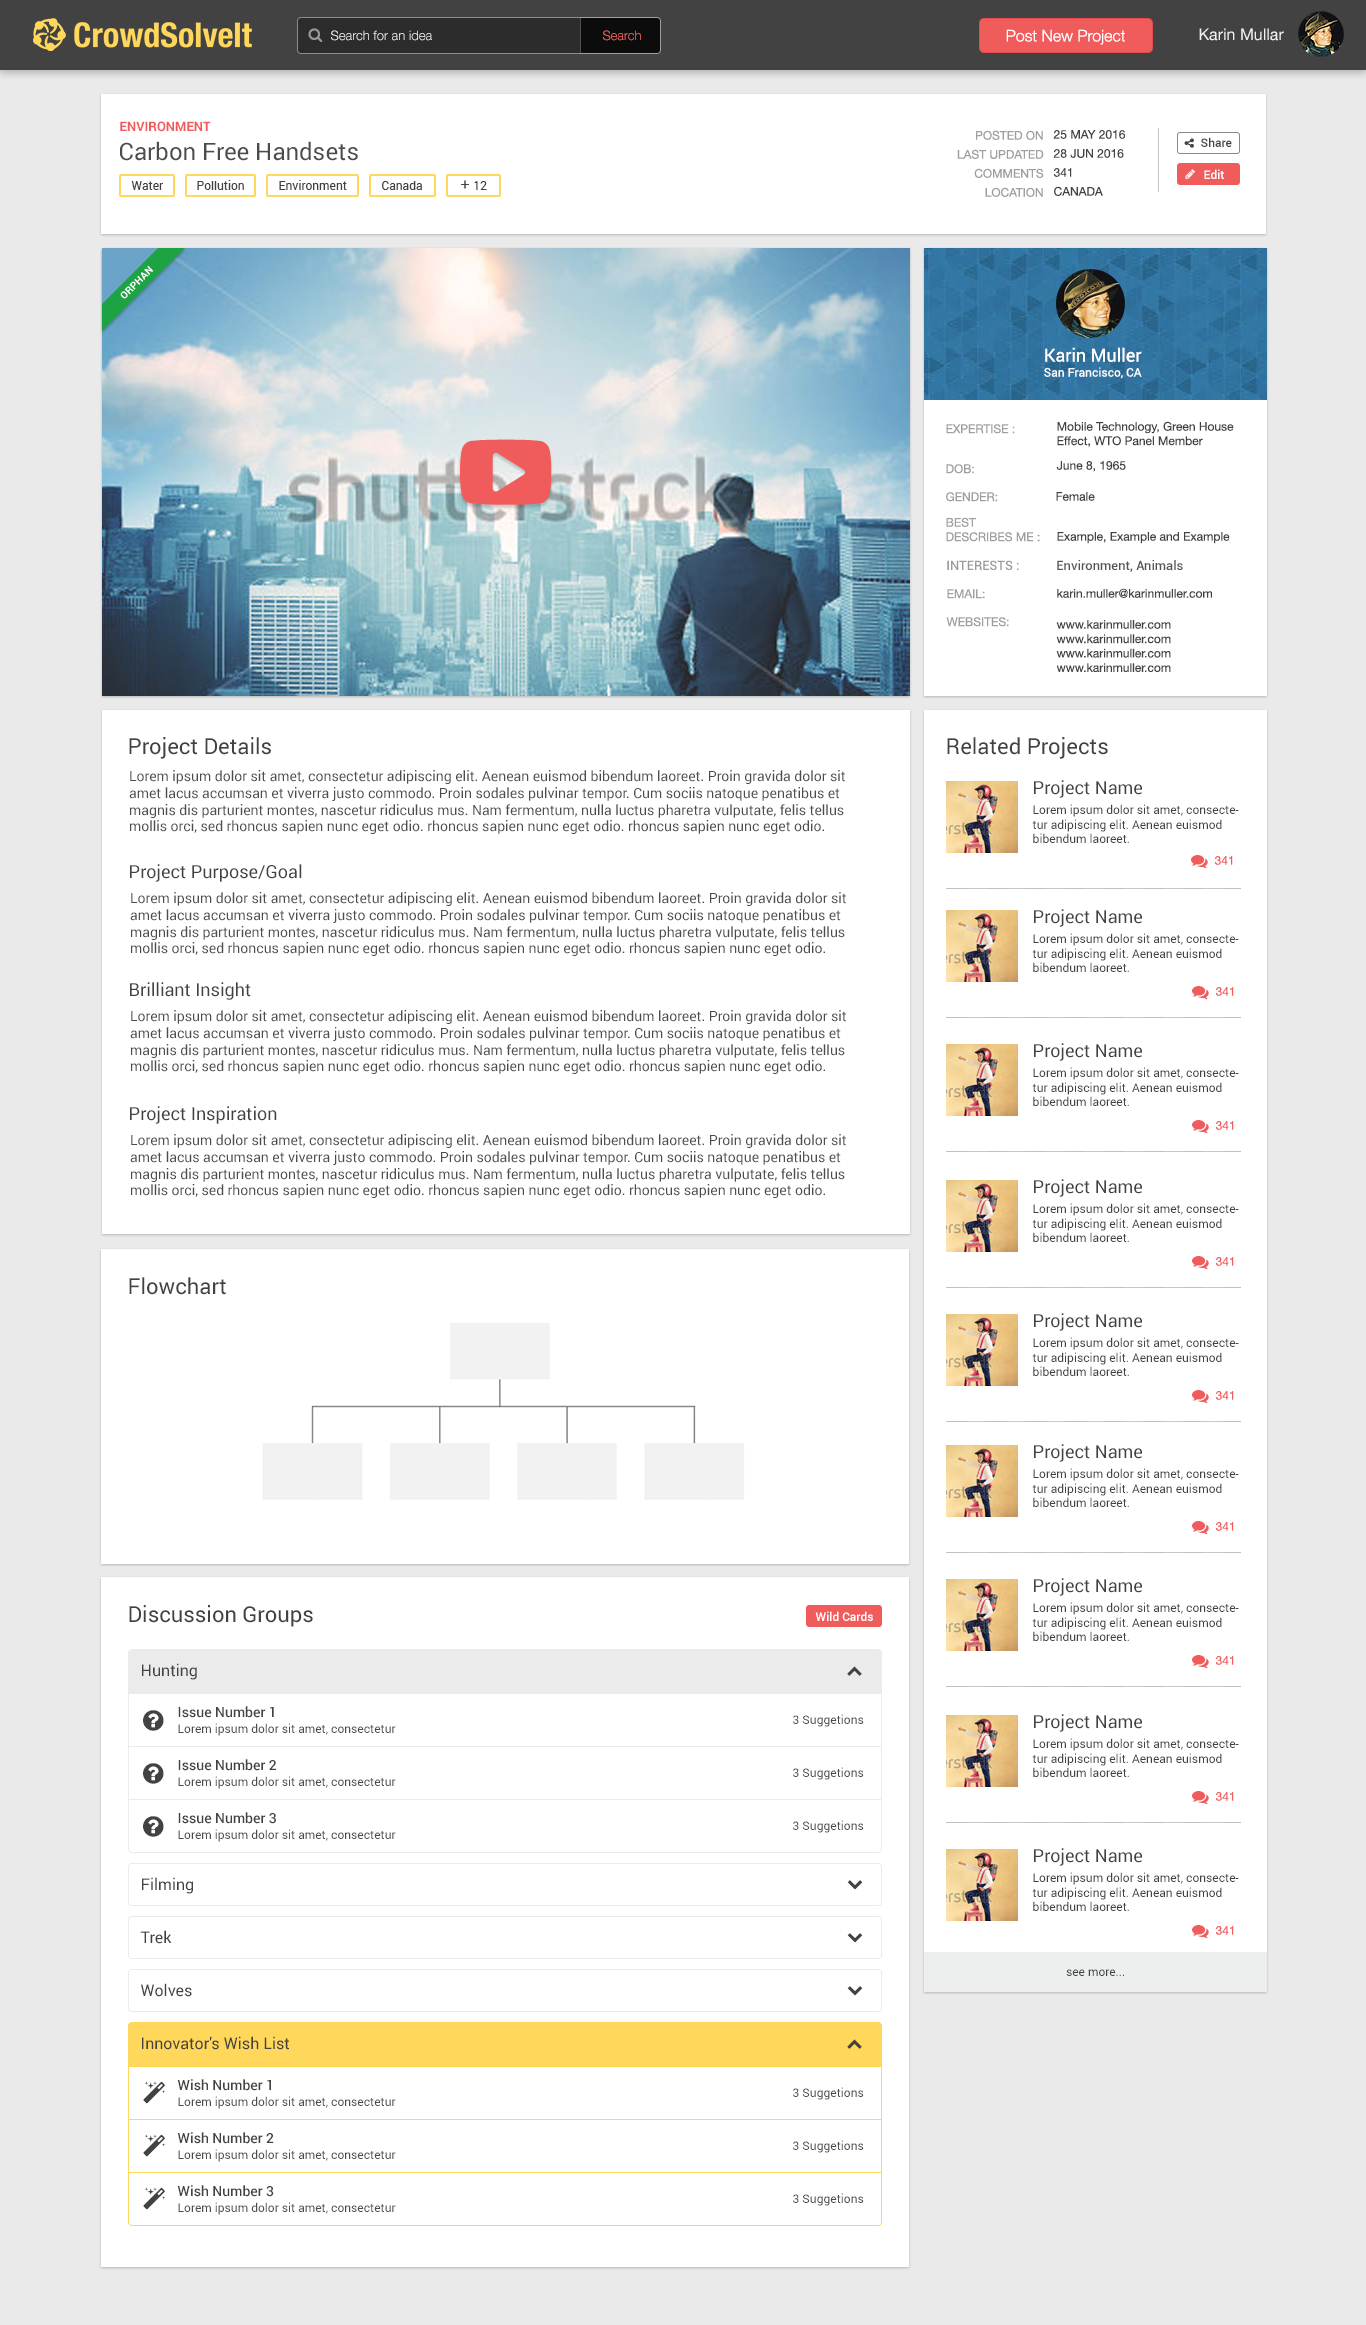 CrowdSolveIt
Search for an idea
Search
Post New Project
Karin Mullar
ENVIRONMENT
Carbon Free Handsets
Water
Pollution
Environment
Canada
+ 12
POSTED ON 25 MAY 2016
LAST UPDATED 28 JUN 2016
COMMENTS 341
LOCATION CANADA
Share
Edit
ORPHAN
shutterstock
Karin Muller
San Francisco, CA
EXPERTISE : Mobile Technology, Green House
Effect, WTO Panel Member
DOB: June 8, 1965
GENDER: Female
BEST
DESCRIBES ME : Example, Example and Example
INTERESTS : Environment, Animals
EMAIL: karin.muller@karinmuller.com
WEBSITES: www.karinmuller.com
www.karinmuller.com
www.karinmuller.com
www.karinmuller.com
Project Details
Lorem ipsum dolor sit amet, consectetur adipiscing elit. Aenean euismod bibendum laoreet. Proin gravida dolor sit
amet lacus accumsan et viverra justo commodo. Proin sodales pulvinar tempor. Cum sociis natoque penatibus et
magnis dis parturient montes, nascetur ridiculus mus. Nam fermentum, nulla luctus pharetra vulputate, felis tellus
mollis orci, sed rhoncus sapien nunc eget odio. rhoncus sapien nunc eget odio. rhoncus sapien nunc eget odio.
Project Purpose/Goal
Lorem ipsum dolor sit amet, consectetur adipiscing elit. Aenean euismod bibendum laoreet. Proin gravida dolor sit
amet lacus accumsan et viverra justo commodo. Proin sodales pulvinar tempor. Cum sociis natoque penatibus et
magnis dis parturient montes, nascetur ridiculus mus. Nam fermentum, nulla luctus pharetra vulputate, felis tellus
mollis orci, sed rhoncus sapien nunc eget odio. rhoncus sapien nunc eget odio. rhoncus sapien nunc eget odio.
Brilliant Insight
Lorem ipsum dolor sit amet, consectetur adipiscing elit. Aenean euismod bibendum laoreet. Proin gravida dolor sit
amet lacus accumsan et viverra justo commodo. Proin sodales pulvinar tempor. Cum sociis natoque penatibus et
magnis dis parturient montes, nascetur ridiculus mus. Nam fermentum, nulla luctus pharetra vulputate, felis tellus
mollis orci, sed rhoncus sapien nunc eget odio. rhoncus sapien nunc eget odio. rhoncus sapien nunc eget odio.
Project Inspiration
Lorem ipsum dolor sit amet, consectetur adipiscing elit. Aenean euismod bibendum laoreet. Proin gravida dolor sit
amet lacus accumsan et viverra justo commodo. Proin sodales pulvinar tempor. Cum sociis natoque penatibus et
magnis dis parturient montes, nascetur ridiculus mus. Nam fermentum, nulla luctus pharetra vulputate, felis tellus
mollis orci, sed rhoncus sapien nunc eget odio. rhoncus sapien nunc eget odio. rhoncus sapien nunc eget odio.
Flowchart
Discussion Groups
Wild Cards
Hunting
Issue Number 1
Lorem ipsum dolor sit amet, consectetur
3 Suggetions
Issue Number 2
Lorem ipsum dolor sit amet, consectetur
3 Suggetions
Issue Number 3
Lorem ipsum dolor sit amet, consectetur
3 Suggetions
Filming
Trek
Wolves
Innovator's Wish List
Wish Number 1
Lorem ipsum dolor sit amet, consectetur
3 Suggetions
Wish Number 2
Lorem ipsum dolor sit amet, consectetur
3 Suggetions
Wish Number 3
Lorem ipsum dolor sit amet, consectetur
3 Suggetions
Related Projects
Project Name
Lorem ipsum dolor sit amet, consecte-
tur adipiscing elit. Aenean euismod
bibendum laoreet.
341
Project Name
Lorem ipsum dolor sit amet, consecte-
tur adipiscing elit. Aenean euismod
bibendum laoreet.
341
Project Name
Lorem ipsum dolor sit amet, consecte-
tur adipiscing elit. Aenean euismod
bibendum laoreet.
341
Project Name
Lorem ipsum dolor sit amet, consecte-
tur adipiscing elit. Aenean euismod
bibendum laoreet.
341
Project Name
Lorem ipsum dolor sit amet, consecte-
tur adipiscing elit. Aenean euismod
bibendum laoreet.
341
Project Name
Lorem ipsum dolor sit amet, consecte-
tur adipiscing elit. Aenean euismod
bibendum laoreet.
341
Project Name
Lorem ipsum dolor sit amet, consecte-
tur adipiscing elit. Aenean euismod
bibendum laoreet.
341
Project Name
Lorem ipsum dolor sit amet, consecte-
tur adipiscing elit. Aenean euismod
bibendum laoreet.
341
Project Name
Lorem ipsum dolor sit amet, consecte-
tur adipiscing elit. Aenean euismod
bibendum laoreet.
341
see more...